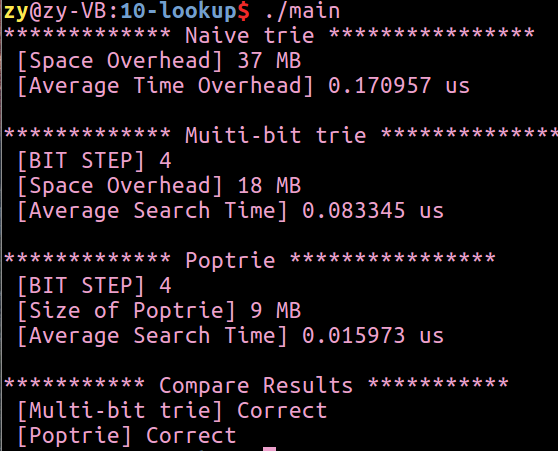 zy@zy-VB:10-lookup$ ./main
************* Naive trie ****************
[Space Overhead] 37 MB
[Average Time Overhead] 0.170957 us
************* Muiti-bit trie ***************
[BIT STEP] 4
[Space Overhead] 18 MB
[Average Search Time] 0.083345 us
************* Poptrie ****************
[BIT STEP] 4
[Size of Poptrie] 9 MB
[Average Search Time] 0.015973 us
*********** Compare Results ***********
[Multi-bit trie] Correct
[Poptrie] Correct